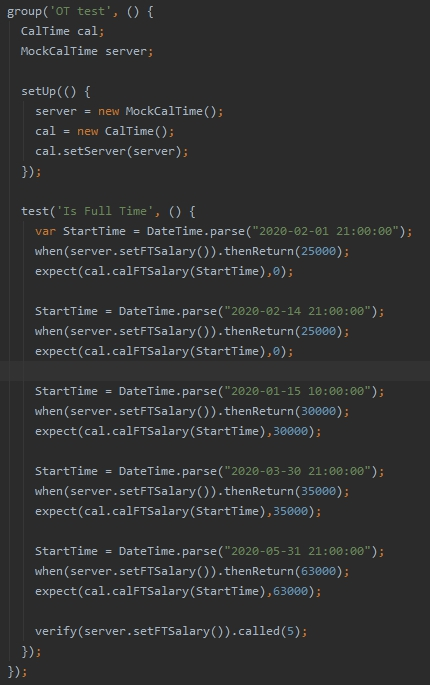 group('OT test', () {
CalTime cal;
MockCalTime server;
setUp(() {
server = new MockCalTime();
cal = new CalTime();
cal.setServer(server);
});
test('Is Full Time', () {
var StartTime = DateTime.parse("2020-02-01 21:00:00");
when(server.setFTSalary()).thenReturn(25000);
expect(cal.calFTSalary(StartTime),0);
StartTime = DateTime.parse("2020-02-14 21:00:00");
when(server.setFTSalary()).thenReturn(25000);
expect(cal.calFTSalary(StartTime),0);
StartTime = DateTime.parse("2020-01-15 10:00:00");
when(server.setFTSalary()).thenReturn(30000);
expect(cal.calFTSalary(StartTime),30000);
StartTime = DateTime.parse("2020-03-30 21:00:00");
when(server.setFTSalary()).thenReturn(35000);
expect(cal.calFTSalary(StartTime),35000);
StartTime = DateTime.parse("2020-05-31 21:00:00");
when(server.setFTSalary()).thenReturn(63000);
expect(cal.calFTSalary(StartTime),63000);
verify(server.setFTSalary()).called(5);
});
});